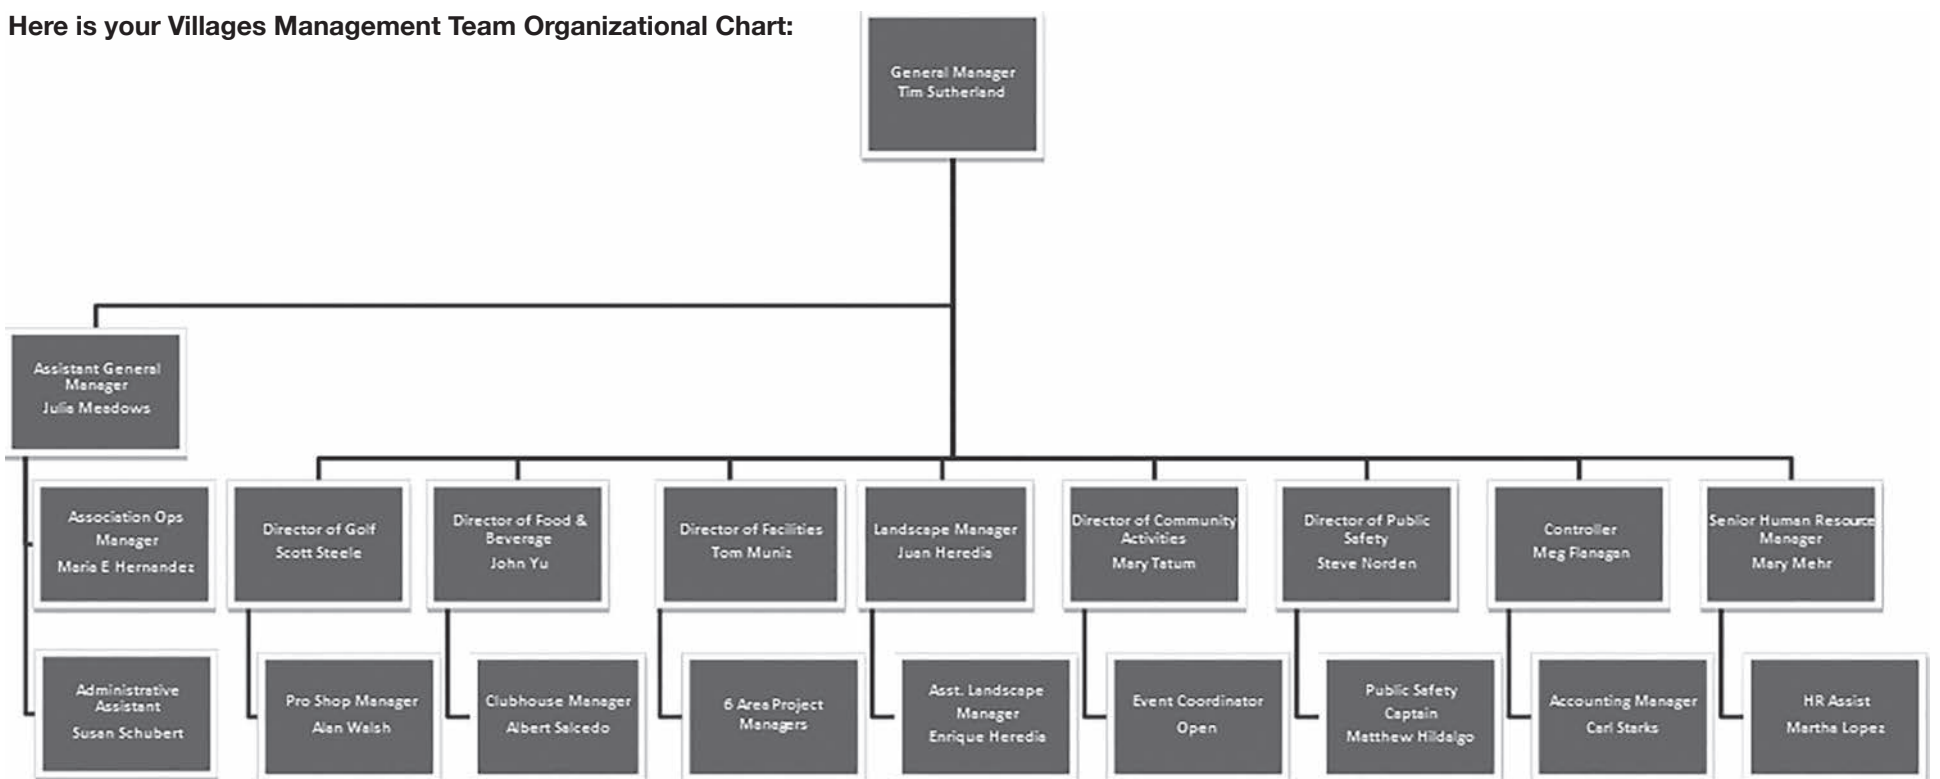 Here is your Villages Management Team Organizational Chart:
General Manager
Tim Sutherland
Assistant General
Manager
Julia Meadows
Association Ops
Manager
Maria E Hernandez
Director of Golf
Scott Steele
Director of Food &
Beverage
John Yu
Director of Facilities
Tom Muniz
Landscape Manager
Juan Heredia
Director of Community
Activities
Mary Tatum
Director of Public
Safety
Steve Norden
Controller
Meg Flanagan
Senior Human Resource
Manager
Mary Mehr
Administrative
Assistant
Susan Schubert
Pro Shop Manager
Alan Walsh
Clubhouse Manager
Albert Salcedo
6 Area Project
Managers
Asst. Landscape
Manager
Enrique Heredia
Event Coordinator
Open
Public Safety
Captain
Matthew Hildalgo
Accounting Manager
Carl Starks
HR Assist
Martha Lopez